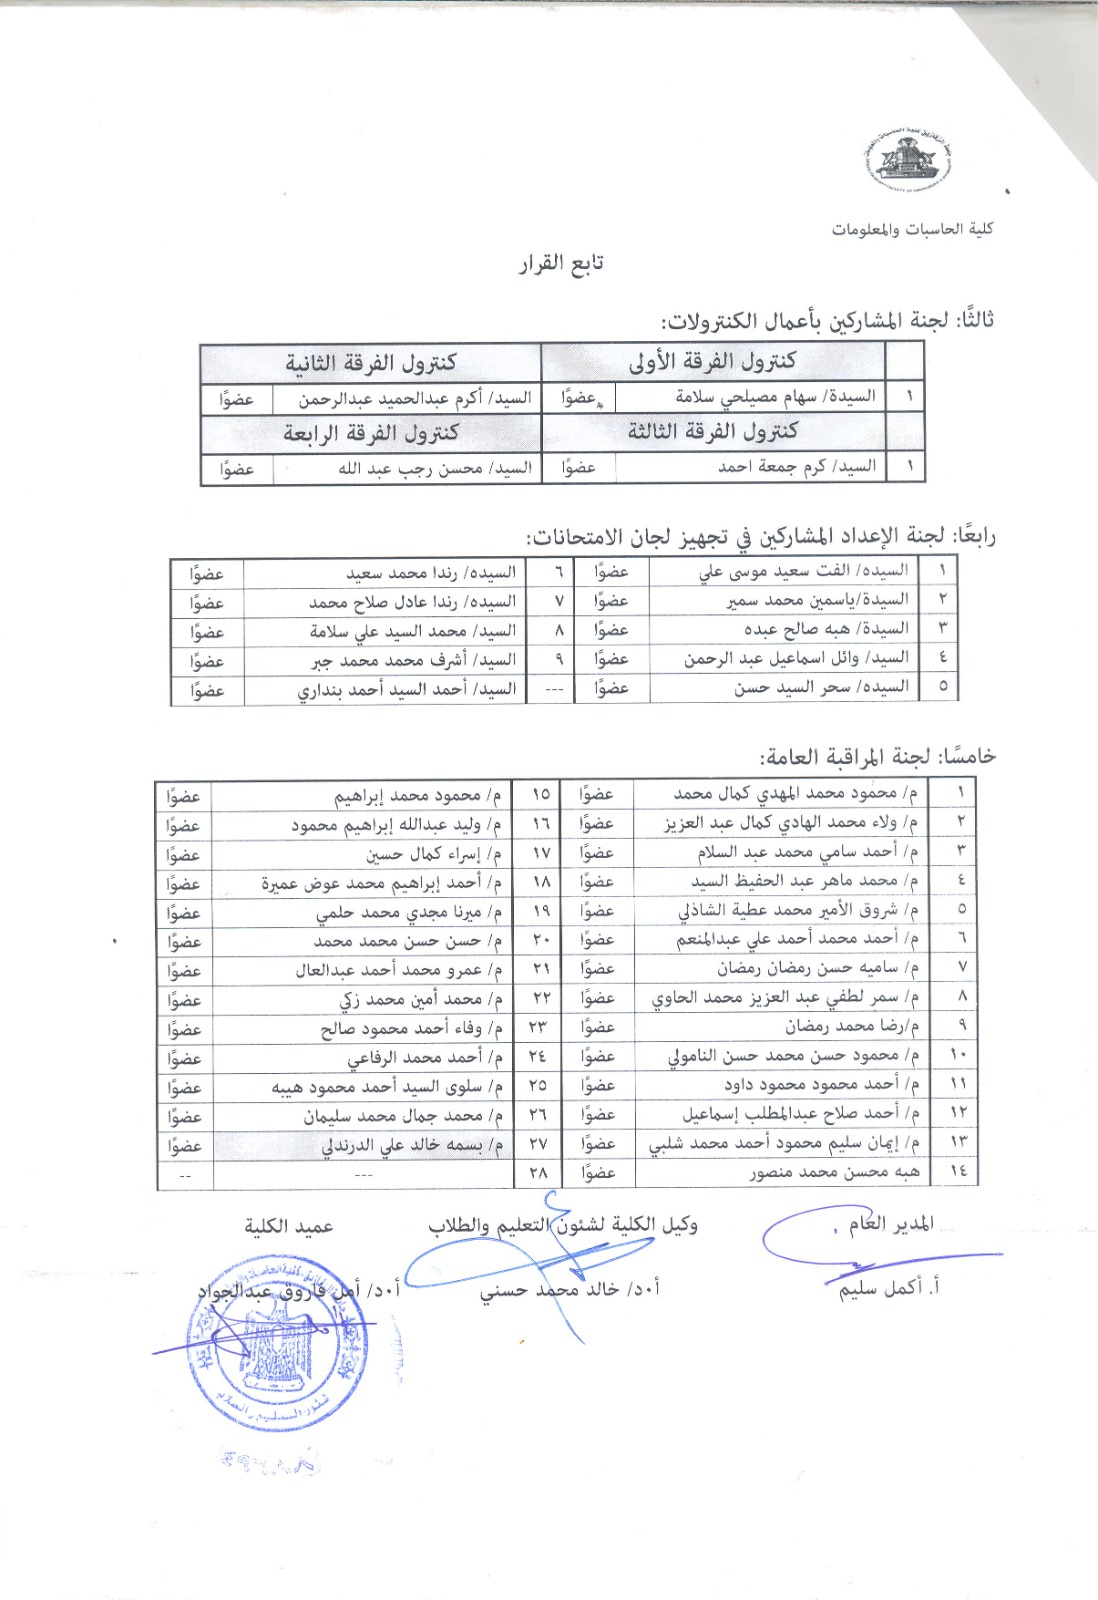 كلية الحاسبات والمعلومات
تابع القرار
ثالثًا: لجنة المشاركين بأعمال الكنترولات:
كنترول الفرقة الأولى كنترول الفرقة الثانية
١ السيدة/ سهام مصيلحي سلامة عضوًا السيد/ أكرم عبدالحميد عبدالرحمن عضوًا
كنترول الفرقة الثالثة كنترول الفرقة الرابعة
١ السيد/ كرم جمعة احمد عضوًا السيد/ محسن رجب عبد الله عضوًا
رابعًا: لجنة الإعداد المشاركين في تجهيز لجان الامتحانات:
١ السيده/ الفت سعيد موسى علي عضوًا ٦ السيده/ رندا محمد سعيد عضوًا
٢ السيدة/ياسمين محمد سمير عضوًا ٧ السيده/ رندا عادل صلاح محمد عضوًا
٣ السيدة/ هبه صالح عبده عضوًا ٨ السيد/ محمد السيد علي سلامة عضوًا
٤ السيد/ وائل اسماعيل عبد الرحمن عضوًا ٩ السيد/ أشرف محمد محمد جبر عضوًا
٥ السيده/ سحر السيد حسن عضوًا --- السيد/ أحمد السيد أحمد بنداري عضوًا
خامسًا: لجنة المراقبة العامة:
١ م/ محمود محمد المهدي كمال محمد عضوًا ١٥ م/ محمود محمد إبراهيم عضوًا
٢ م/ ولاء محمد الهادي كمال عبد العزيز عضوًا ١٦ م/ وليد عبدالله إبراهيم محمود عضوًا
٣ م/ أحمد سامي محمد عبد السلام عضوًا ١٧ م/ إسراء كمال حسين عضوًا
٤ م/ محمد ماهر عبد الحفيظ السيد عضوًا ١٨ م/ أحمد إبراهيم محمد عوض عميرة عضوًا
٥ م/ شروق الأمير محمد عطية الشاذلي عضوًا ١٩ م/ ميرنا مجدي محمد حلمي عضوًا
٦ م/ أحمد محمد أحمد علي عبدالمنعم عضوًا ٢٠ م/ حسن حسن محمد محمد عضوًا
٧ م/ ساميه حسن رمضان رمضان عضوًا ٢١ م/ عمرو محمد أحمد عبدالعال عضوًا
٨ م/ سمر لطفي عبد العزيز محمد الحاوي عضوًا ٢٢ م/ محمد أمين محمد زكي عضوًا
٩ م/رضا محمد رمضان عضوًا ٢٣ م/ وفاء أحمد محمود صالح عضوًا
١٠ م/ محمود حسن محمد حسن النامولي عضوًا ٢٤ م/ أحمد محمد الرفاعي عضوًا
١١ م/ أحمد محمود محمود داود عضوًا ٢٥ م/ سلوى السيد أحمد محمود هيبه عضوًا
١٢ م/ أحمد صلاح عبدالمطلب إسماعيل عضوًا ٢٦ م/ محمد جمال محمد سليمان عضوًا
١٣ م/ إيمان سليم محمود أحمد محمد شلبي عضوًا ٢٧ م/ بسمه خالد علي الدرندلي عضوًا
١٤ هبه محسن محمد منصور عضوًا ٢٨ --- --
المدير العام وكيل الكلية لشئون التعليم والطلاب عميد الكلية
أ. أكمل سليم أ٠د/ خالد محمد حسني أ٠د/ أمل فاروق عبدالجواد
شئون التعليم والطلاب